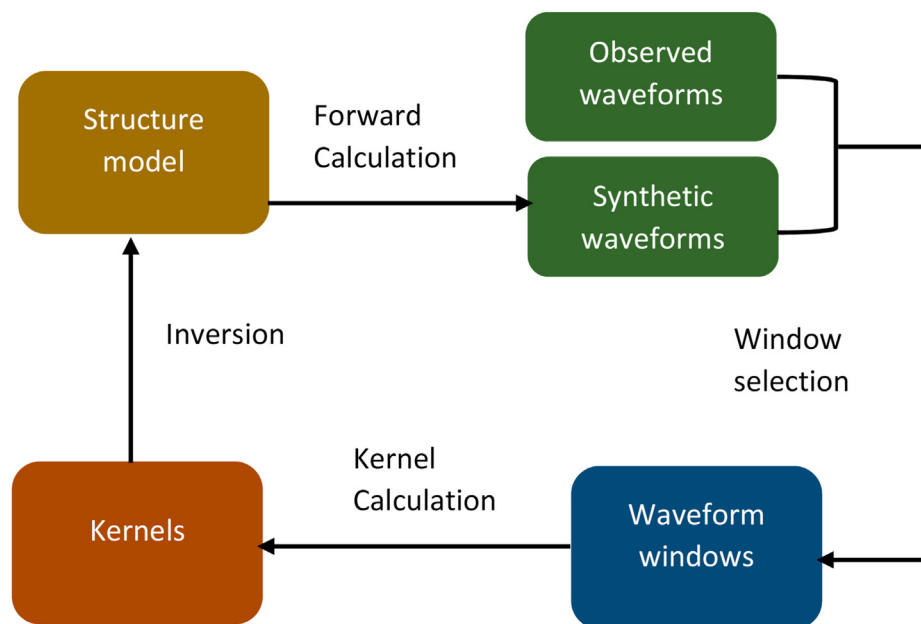 Observed
waveforms
Structure
model
Forward
Calculation
Synthetic
waveforms
Inversion
Window
selection
Kernel
Calculation
Kernels
Waveform
windows